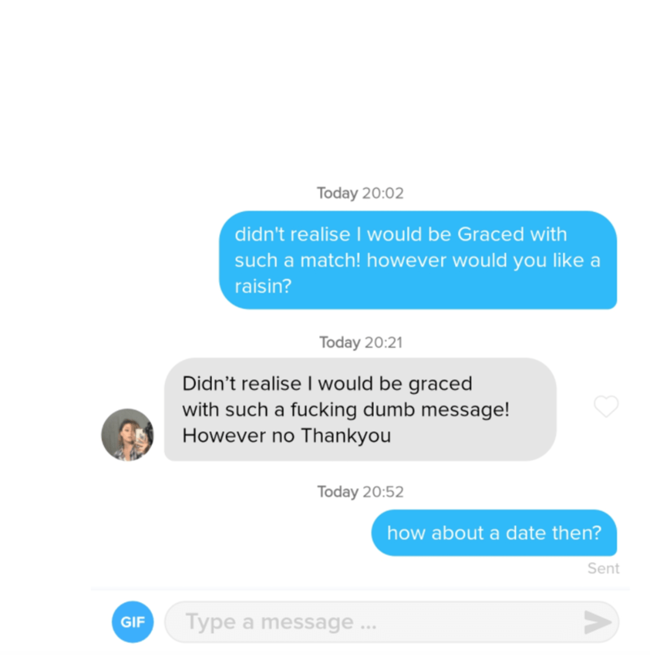 Today 20:02
didn't realise I would be Graced with
such a match! however would you like a
raisin?
Today 20:21
Didn’t realise I would be graced
with such a fucking dumb message!
However no Thankyou
Today 20:52
how about a date then?
Sent
GIF Type a message ...